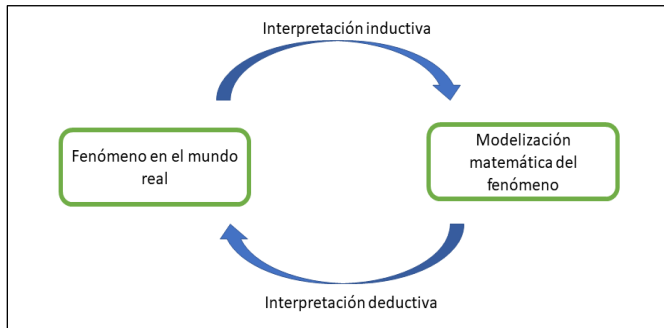 Interpretación inductiva
Fenómeno en el mundo
real
Modelización
matemática del
fenómeno
Interpretación deductiva